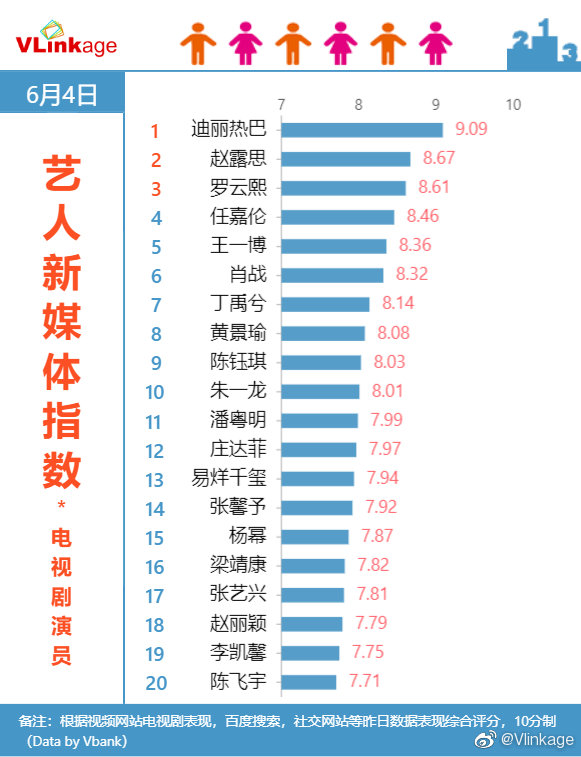 VLinkage
1
2
3
6月4日
艺人新媒体指数
*
电视剧演员
7 8 9 10
1 迪丽热巴 9.09
2 赵露思 8.67
3 罗云熙 8.61
4 任嘉伦 8.46
5 王一博 8.36
6 肖战 8.32
7 丁禹兮 8.14
8 黄景瑜 8.08
9 陈钰琪 8.03
10 朱一龙 8.01
11 潘粤明 7.99
12 庄达菲 7.97
13 易烊千玺 7.94
14 张馨予 7.92
15 杨幂 7.87
16 梁靖康 7.82
17 张艺兴 7.81
18 赵丽颖 7.79
19 李凯馨 7.75
20 陈飞宇 7.71
备注：根据视频网站电视剧表现，百度搜索，社交网站等昨日数据表现综合评分，10分制
（Data by Vbank）
@Vlinkage